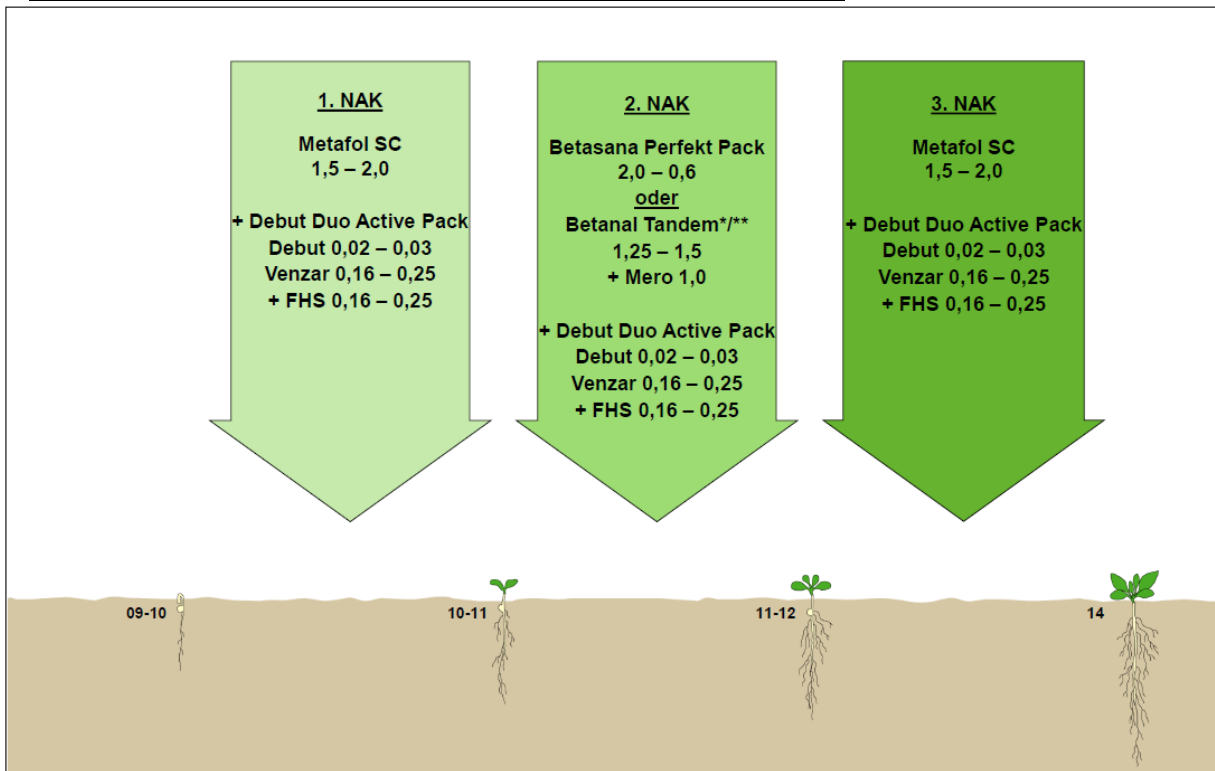 1. NAK
Metafol SC
1,5 – 2,0
+ Debut Duo Active Pack
Debut 0,02 – 0,03
Venzar 0,16 – 0,25
+ FHS 0,16 – 0,25
2. NAK
Betasana Perfekt Pack
2,0 – 0,6
oder
Betanal Tandem*/**
1,25 – 1,5
+ Mero 1,0
+ Debut Duo Active Pack
Debut 0,02 – 0,03
Venzar 0,16 – 0,25
+ FHS 0,16 – 0,25
3. NAK
Metafol SC
1,5 – 2,0
+ Debut Duo Active Pack
Debut 0,02 – 0,03
Venzar 0,16 – 0,25
+ FHS 0,16 – 0,25
09-10
10-11
11-12
14